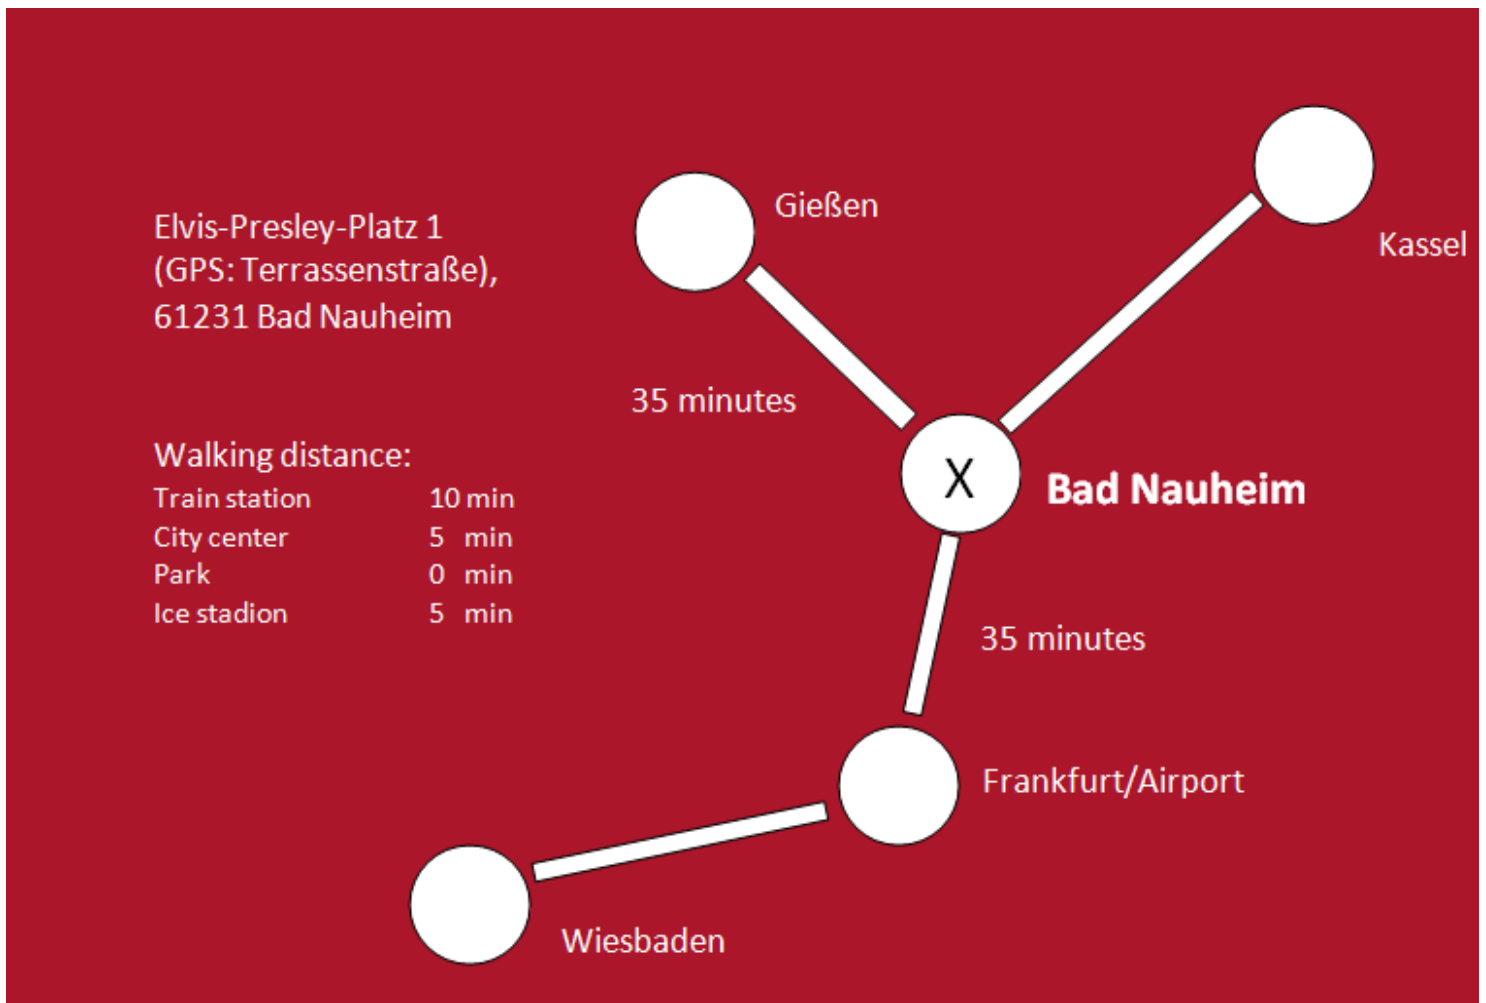 Elvis-Presley-Platz 1
(GPS: Terrassenstraße),
61231 Bad Nauheim
Walking distance:
Train station 10 min
City center 5 min
Park 0 min
Ice stadion 5 min
Gießen
Kassel
35 minutes
X
Bad Nauheim
35 minutes
Frankfurt/Airport
Wiesbaden